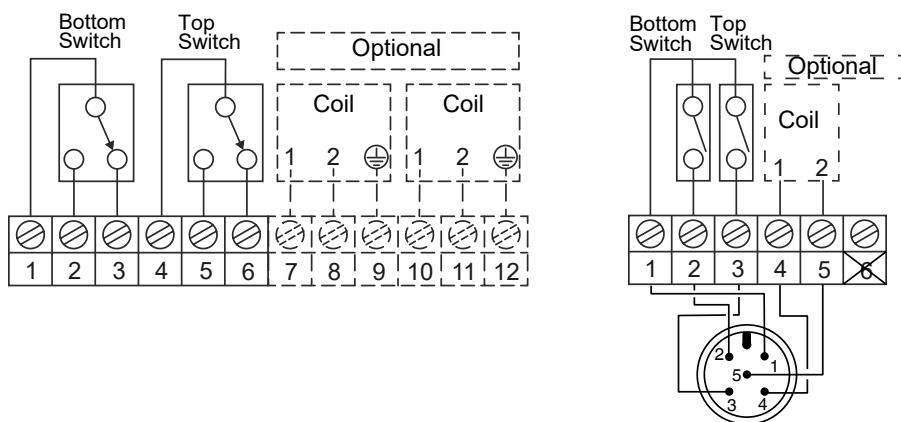 Bottom
Switch
Top
Switch
Optional
Coil
Coil
1 2
1 2
1 2 3 4 5 6 7 8 9 10 11 12
Bottom
Switch
Top
Switch
Optional
Coil
1 2
1 2 3 4 5 6
2 1
5
3 4